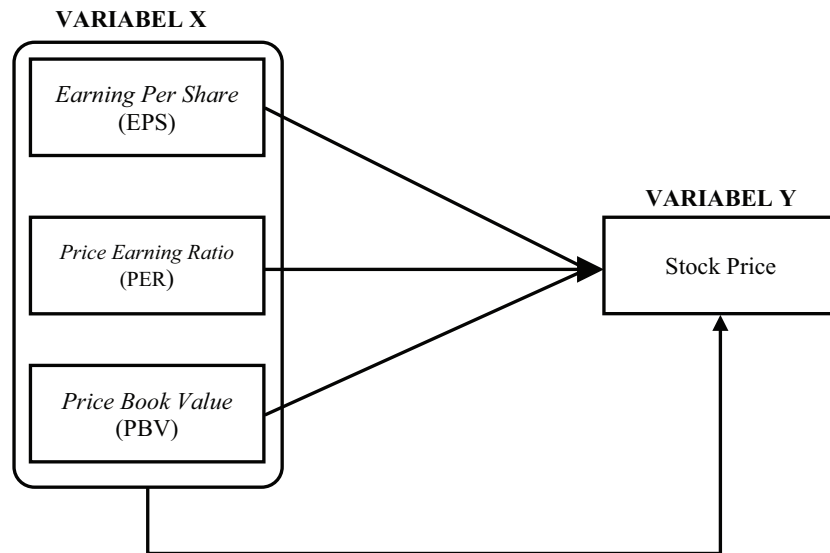 VARIABEL X
Earning Per Share
(EPS)
Price Earning Ratio
(PER)
Price Book Value
(PBV)
VARIABEL Y
Stock Price